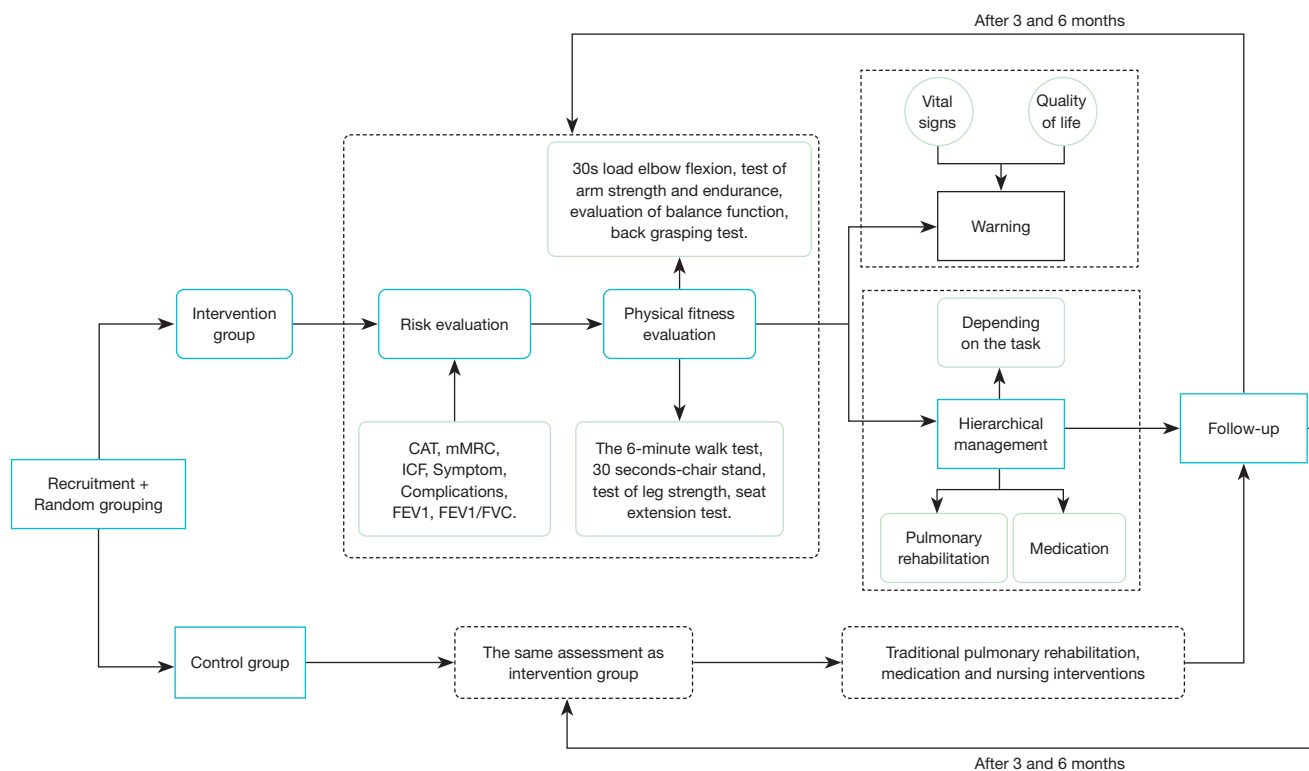 After 3 and 6 months
Vital
signs
Quality
of life
30s load elbow flexion, test of
arm strength and endurance,
evaluation of balance function,
back grasping test.
Warning
Intervention
group
Risk evaluation
Physical fitness
evaluation
Depending
on the task
Hierarchical
management
Follow-up
CAT, mMRC,
ICF, Symptom,
Complications,
FEV1, FEV1/FVC.
The 6-minute walk test,
30 seconds-chair stand,
test of leg strength, seat
extension test.
Recruitment +
Random grouping
Pulmonary
rehabilitation
Medication
Control group
The same assessment as
intervention group
Traditional pulmonary rehabilitation,
medication and nursing interventions
After 3 and 6 months